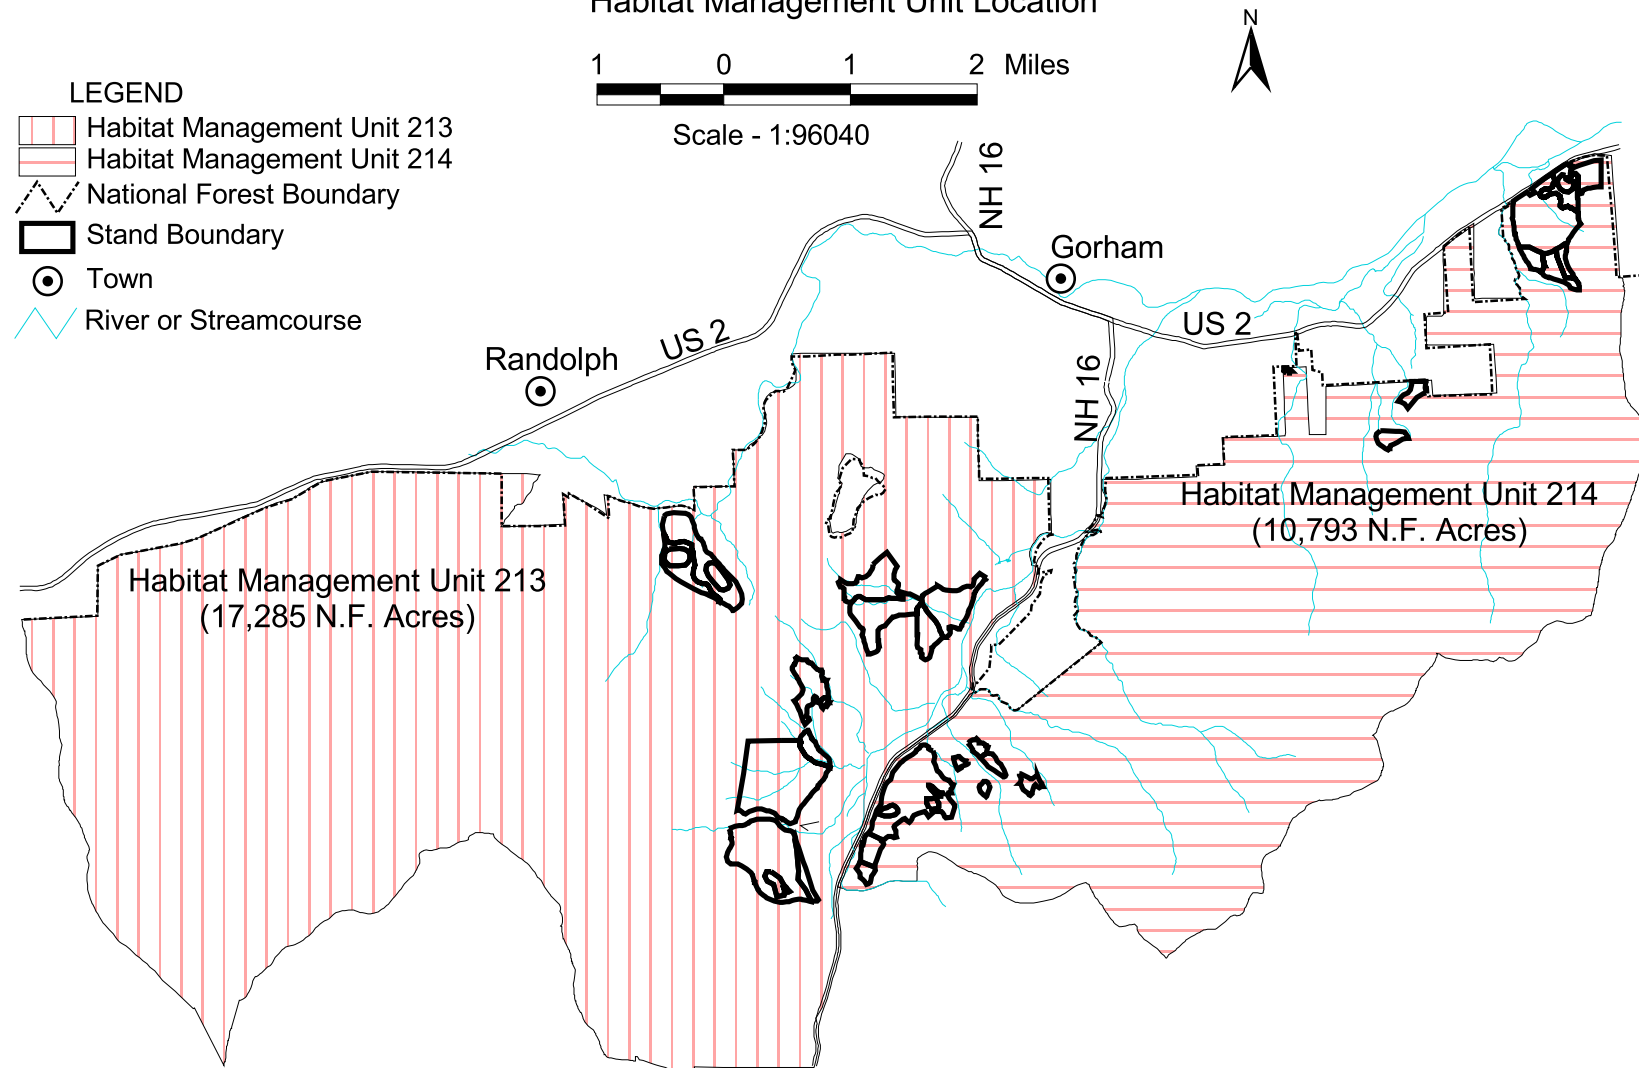 Habitat Management Unit Location
N
1 0 1 2 Miles
Scale - 1:96040
LEGEND
Habitat Management Unit 213
Habitat Management Unit 214
National Forest Boundary
Stand Boundary
Town
River or Streamcourse
NH 16
Gorham
US 2
US 2
Randolph
NH 16
Habitat Management Unit 214
(10,793 N.F. Acres)
Habitat Management Unit 213
(17,285 N.F. Acres)